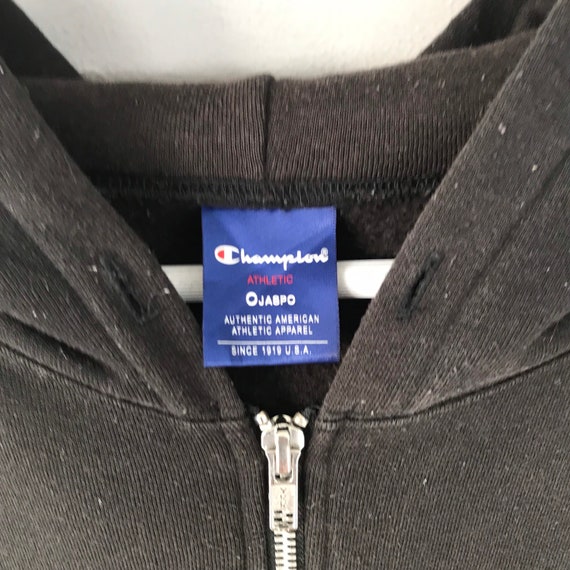 Champion
ATHLETIC
OJASPO
AUTHENTIC AMERICAN
ATHLETIC APPAREL
SINCE 1919 U.S.A.